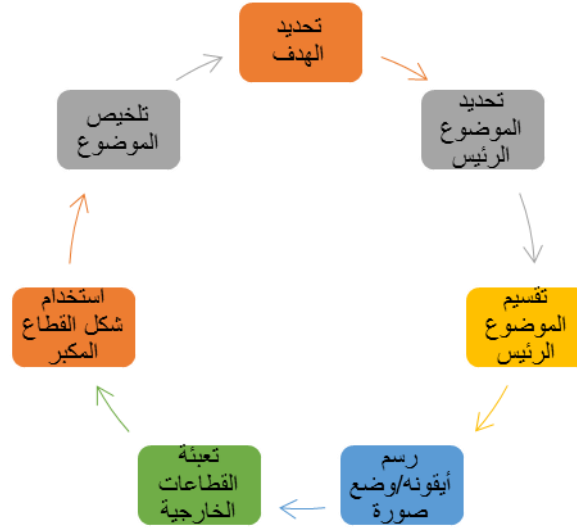 تحديد
الهدف
تحديد
الموضوع
الرئيس
تقسيم
الموضوع
الرئيس
رسم
أيقونه/وضع
صورة
تعبئة
القطاعات
الخارجية
استخدام
شكل القطاع
المكبر
تلخيص
الموضوع